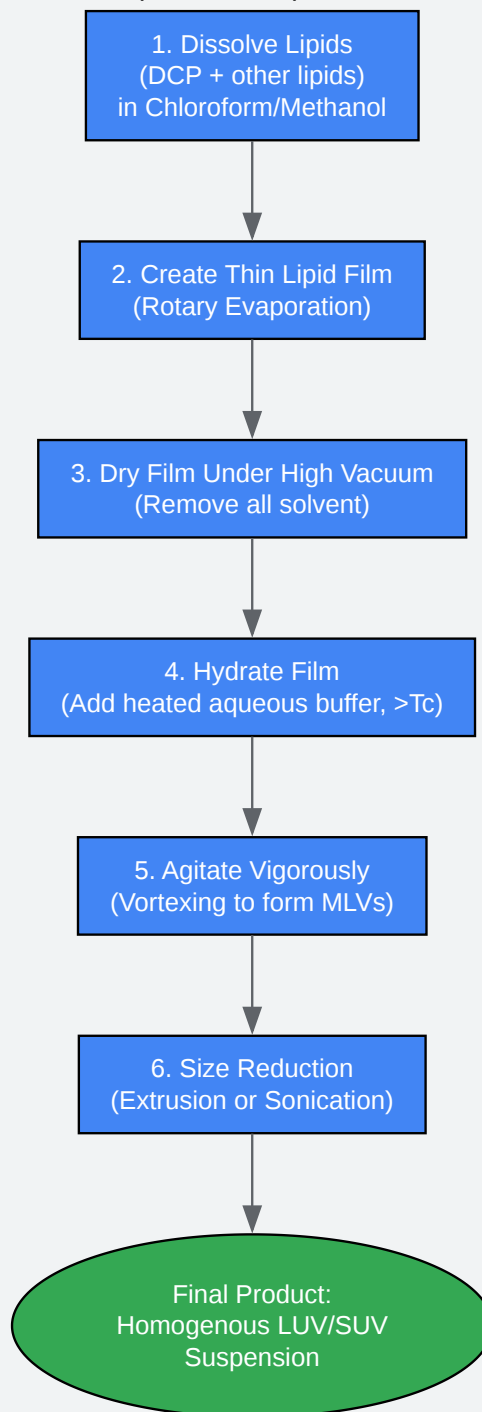 1. Dissolve Lipids
(DCP + other lipids)
in Chloroform/Methanol
2. Create Thin Lipid Film
(Rotary Evaporation)
3. Dry Film Under High Vacuum
(Remove all solvent)
4. Hydrate Film
(Add heated aqueous buffer, >Tc)
5. Agitate Vigorously
(Vortexing to form MLVs)
6. Size Reduction
(Extrusion or Sonication)
Final Product:
Homogenous LUV/SUV
Suspension